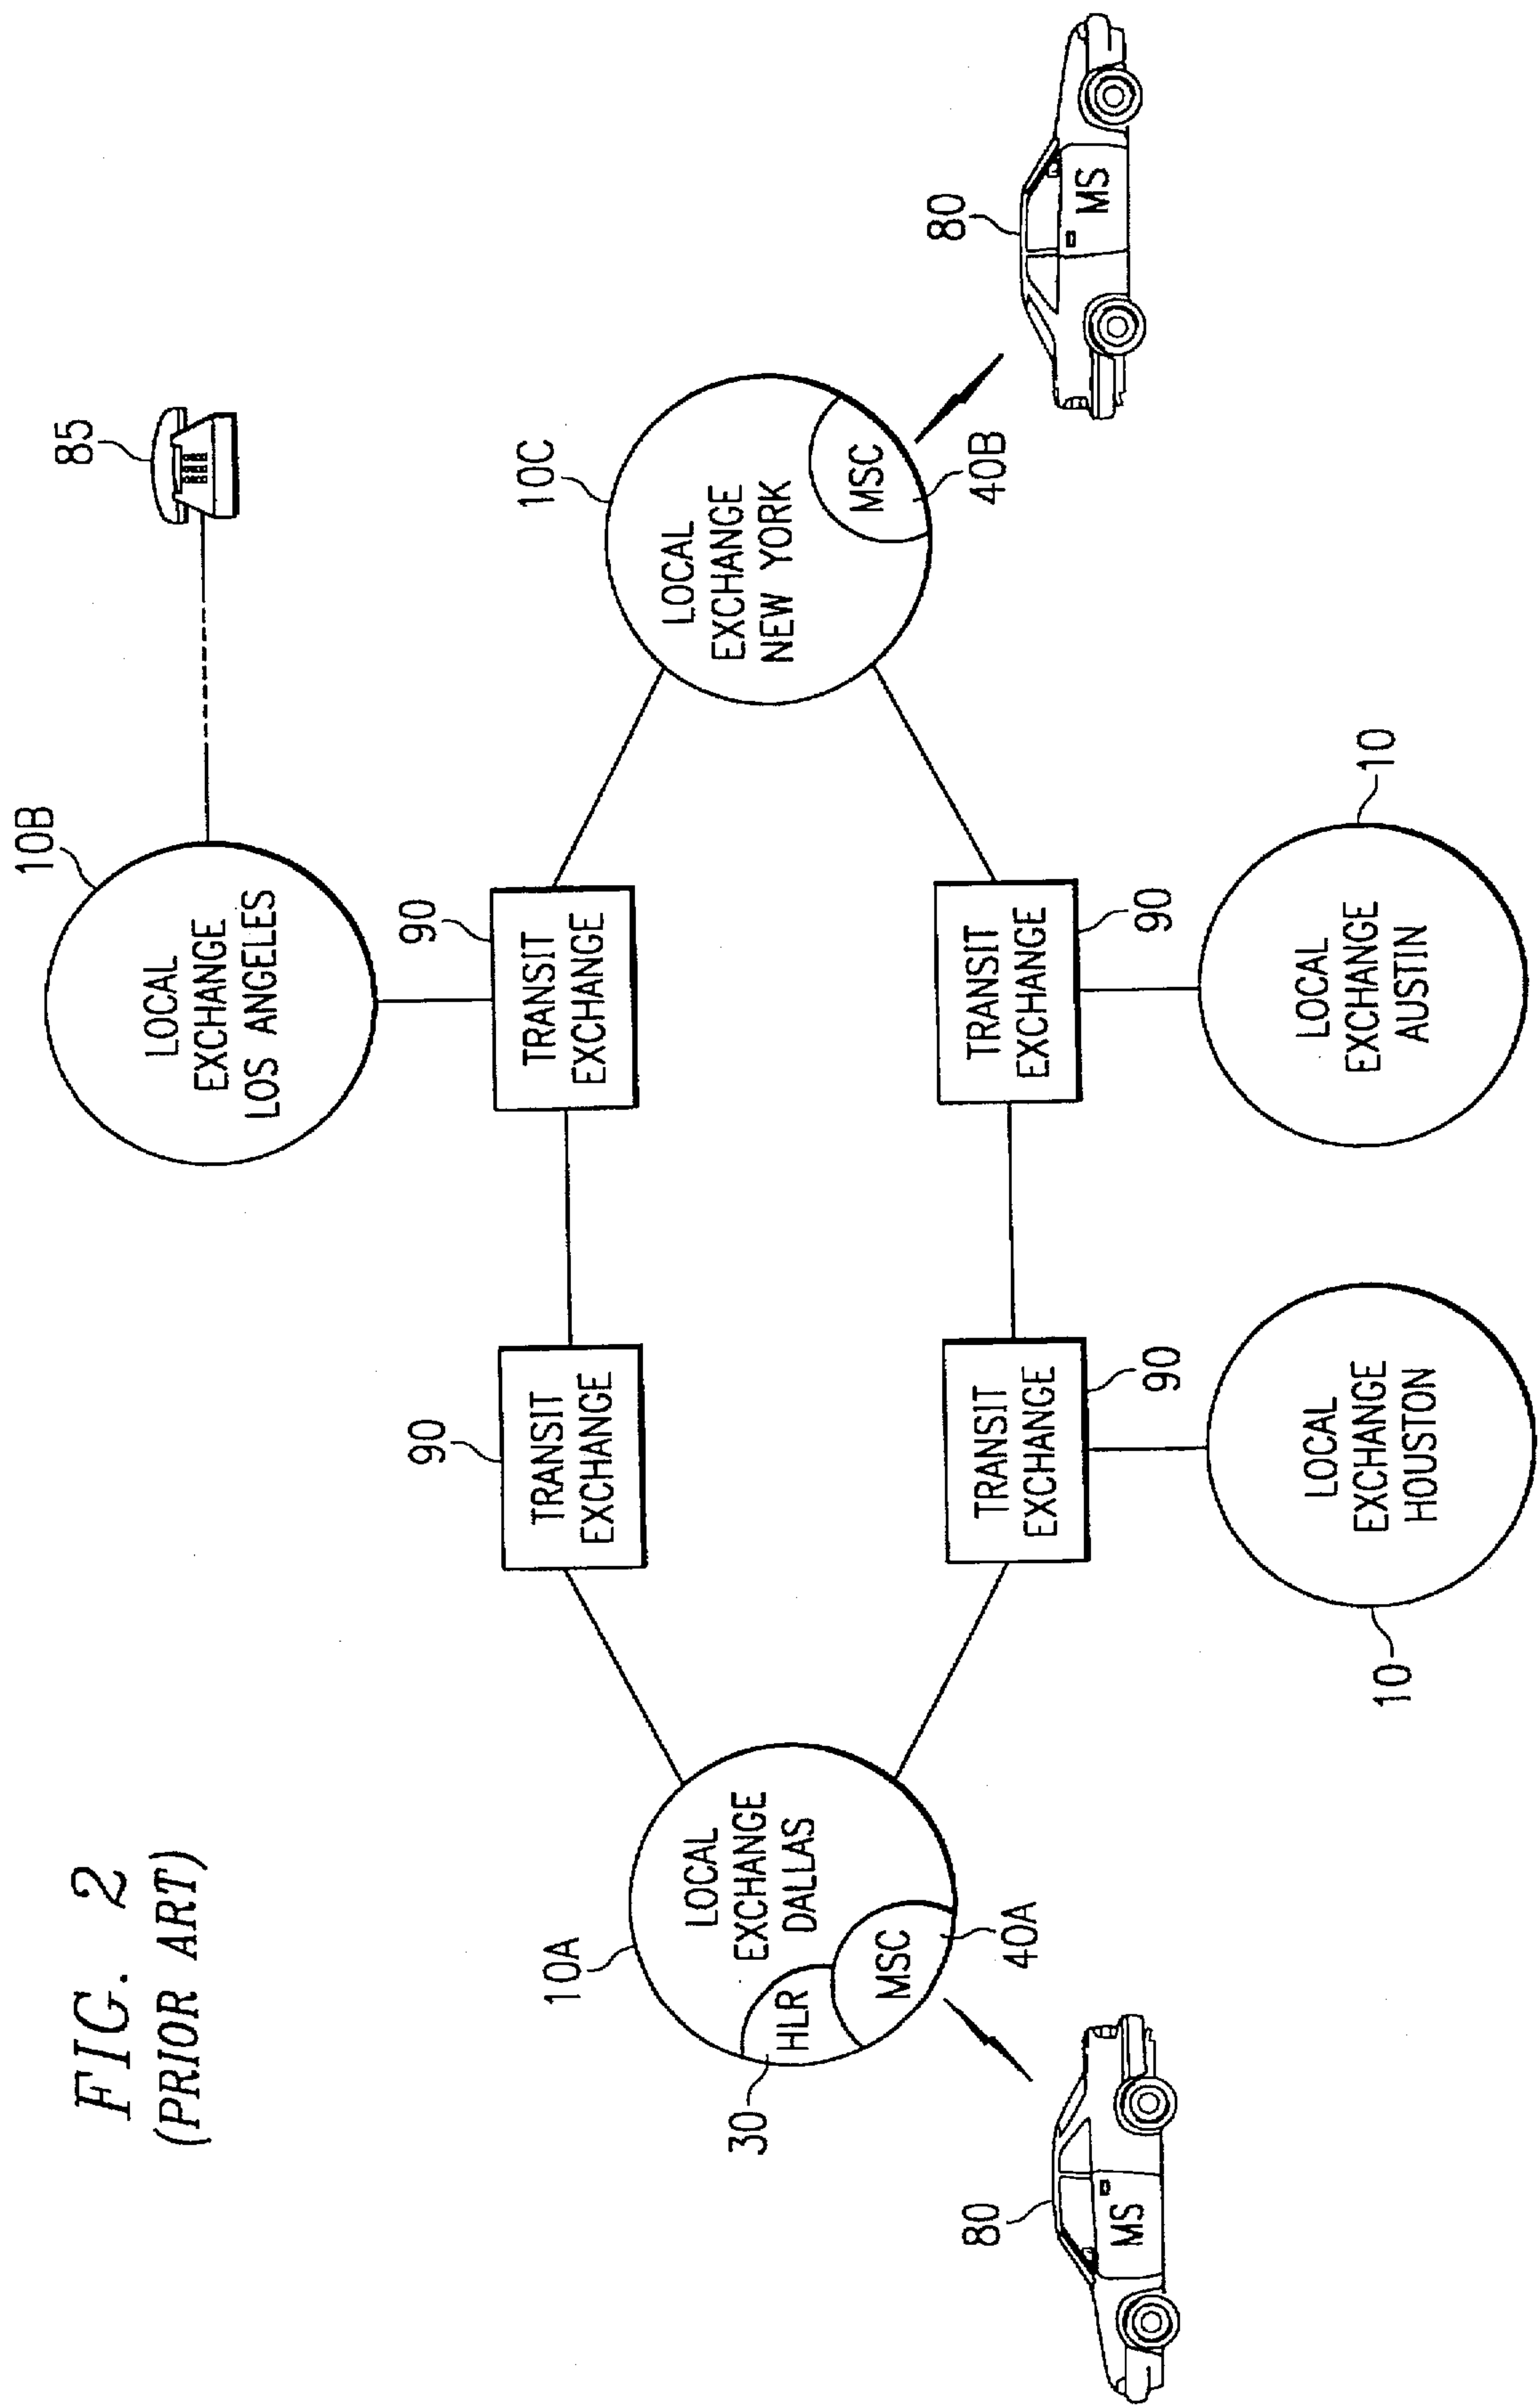 FIG. 2
(PRIOR ART)
85
10B
LOCAL
EXCHANGE
LOS ANGELES
90
TRANSIT
EXCHANGE
90
TRANSIT
EXCHANGE
10A
LOCAL
EXCHANGE
DALLAS
30
HLR
MSC
40A
80
MS
10C
LOCAL
EXCHANGE
NEW YORK
MSC
40B
80
MS
TRANSIT
EXCHANGE
90
TRANSIT
EXCHANGE
90
10
LOCAL
EXCHANGE
HOUSTON
10
LOCAL
EXCHANGE
AUSTIN